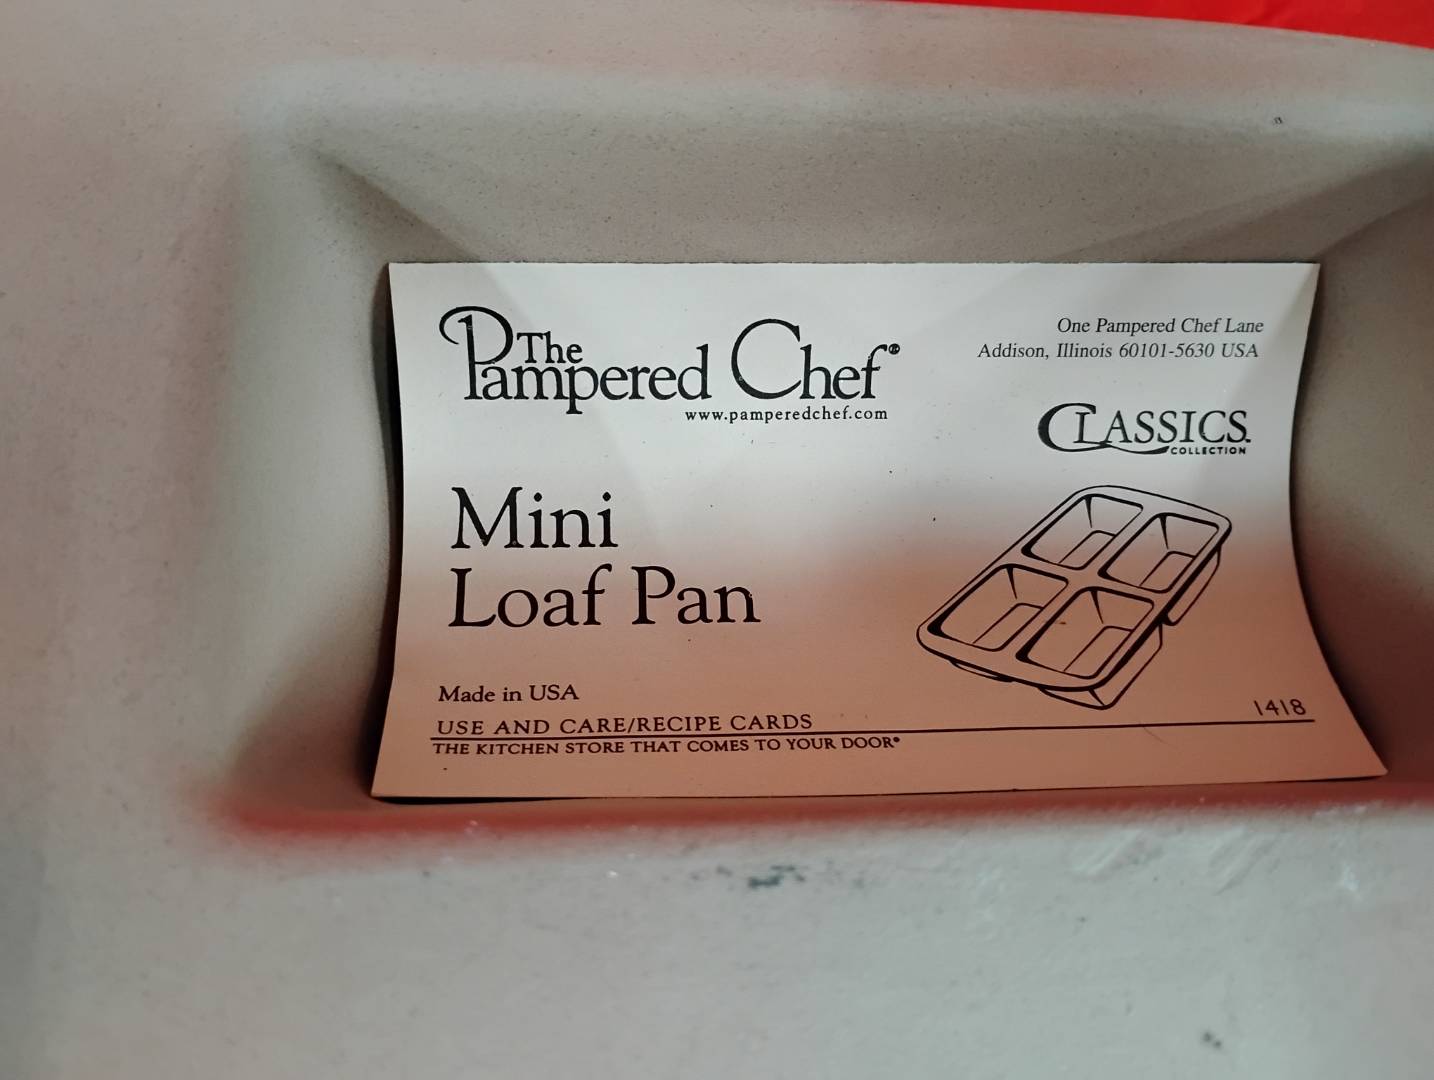 The
Pampered Chef®
www.pamperedchef.com
One Pampered Chef Lane
Addison, Illinois 60101-5630 USA
CLASSICS
COLLECTION
Mini
Loaf Pan
Made in USA
USE AND CARE/RECIPE CARDS
1418
THE KITCHEN STORE THAT COMES TO YOUR DOOR®